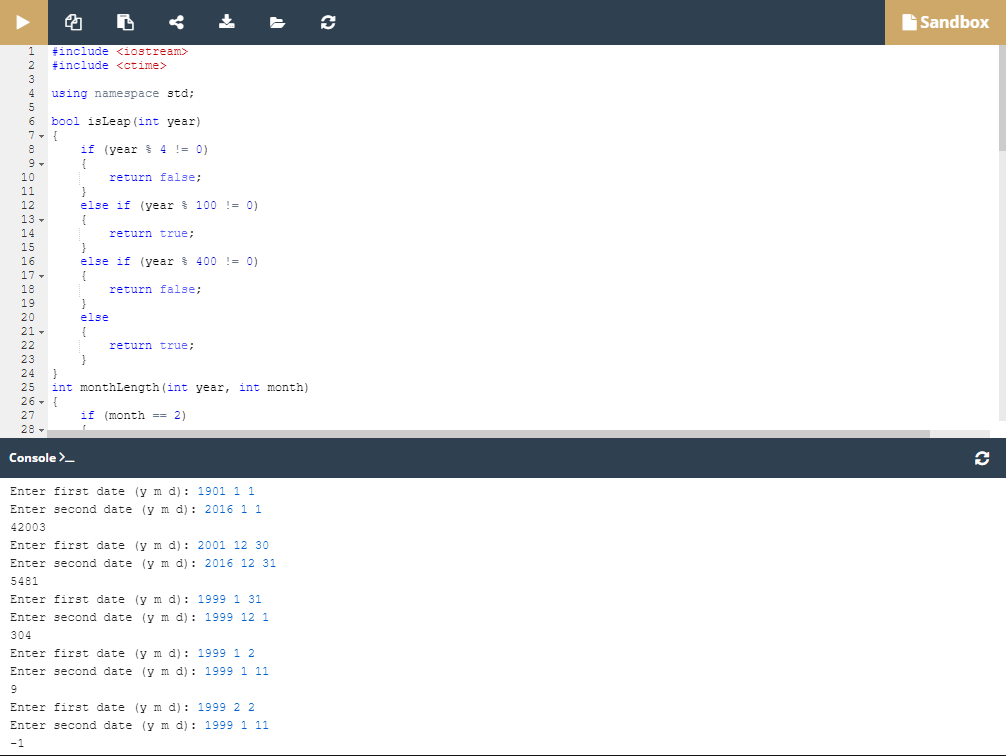 Sandbox
1 #include <iostream>
2 #include <ctime>
3
4 using namespace std;
5
6 bool isLeap(int year)
7 {
8     if (year % 4 != 0)
9     {
10         return false;
11     }
12     else if (year % 100 != 0)
13     {
14         return true;
15     }
16     else if (year % 400 != 0)
17     {
18         return false;
19     }
20     else
21     {
22         return true;
23     }
24 }
25 int monthLength(int year, int month)
26 {
27     if (month == 2)
28     {
Console >_
Enter first date (y m d): 1901 1 1
Enter second date (y m d): 2016 1 1
42003
Enter first date (y m d): 2001 12 30
Enter second date (y m d): 2016 12 31
5481
Enter first date (y m d): 1999 1 31
Enter second date (y m d): 1999 12 1
304
Enter first date (y m d): 1999 1 2
Enter second date (y m d): 1999 1 11
9
Enter first date (y m d): 1999 2 2
Enter second date (y m d): 1999 1 11
-1